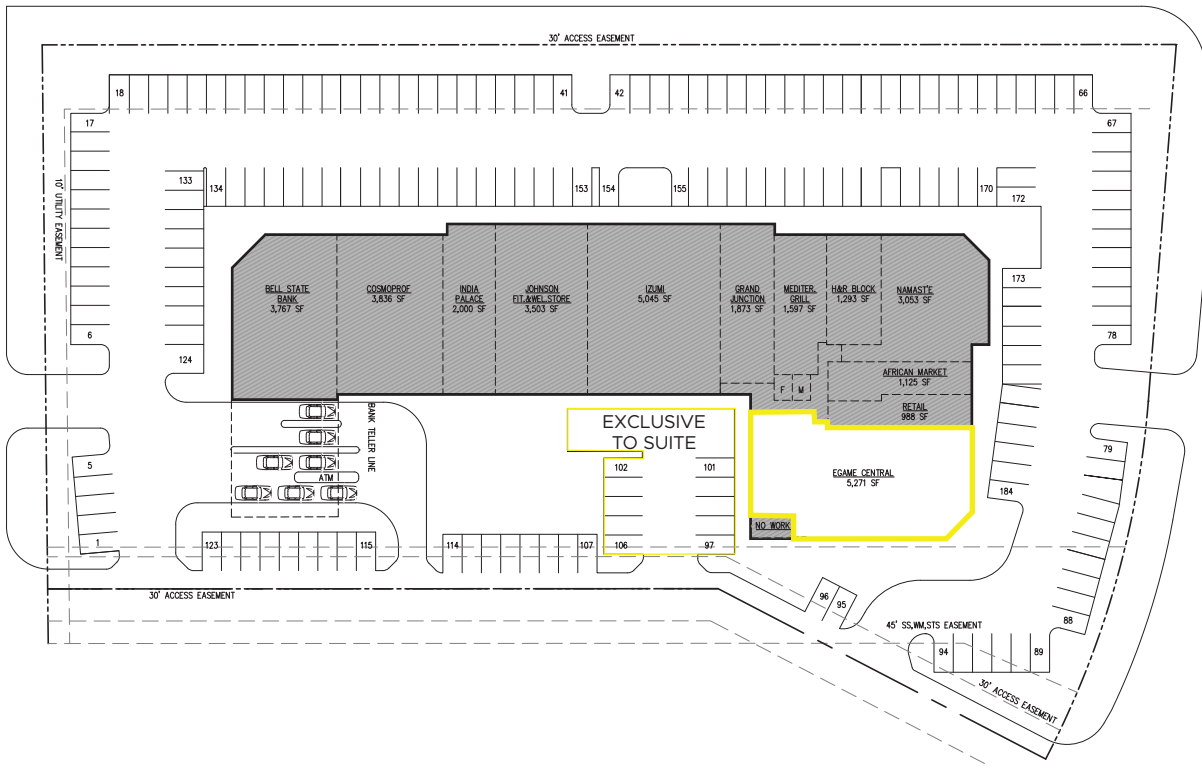 30' ACCESS EASEMENT
18
41
42
66
17
67
10' UTILITY EASEMENT
133
134
153
154
155
170
172
173
BELL STATE
BANK
3,767 SF
COSMOPROF
3,836 SF
INDIA
PALACE
2,000 SF
JOHNSON
FIT.&WEL.STORE
3,503 SF
IZUMI
5,045 SF
GRAND
JUNCTION
1,873 SF
MEDITER.
GRILL
1,597 SF
H&R BLOCK
1,293 SF
NAMAST'E
3,053 SF
6
78
124
F
M
AFRICAN MARKET
1,125 SF
RETAIL
988 SF
BANK TELLER LINE
EXCLUSIVE
TO SUITE
5
ATM
102
101
EGAME CENTRAL
5,271 SF
79
184
NO WORK
1
123
115
114
107
106
97
30' ACCESS EASEMENT
96
95
88
45' SS,WM,STS EASEMENT
94
89
30' ACCESS EASEMENT